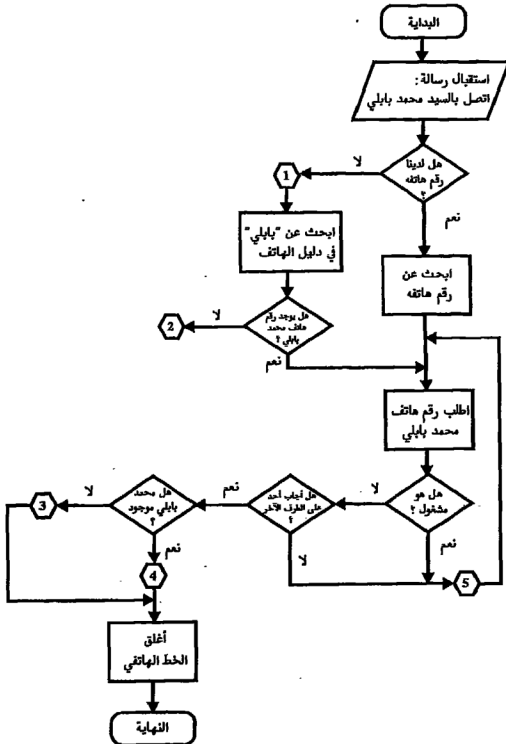 البداية
استقبال رسالة :
اتصل بالسيد محمد بابلي
هل لدينا
رقم هاتفه
؟
لا
1
نعم
ابحث عن "بابلي"
في دليل الهاتف
ابحث عن
رقم هاتفه
هل يوجد رقم
هاتف محمد
بابلي ؟
لا
2
نعم
اطلب رقم هاتف
محمد بابلي
هل هو
مشغول ؟
لا
نعم
هل أجاب أحد
على الطرف الآخر
؟
نعم
لا
5
هل محمد
بابلي موجود
؟
لا
3
نعم
4
أغلق
الخط الهاتفي
النهاية